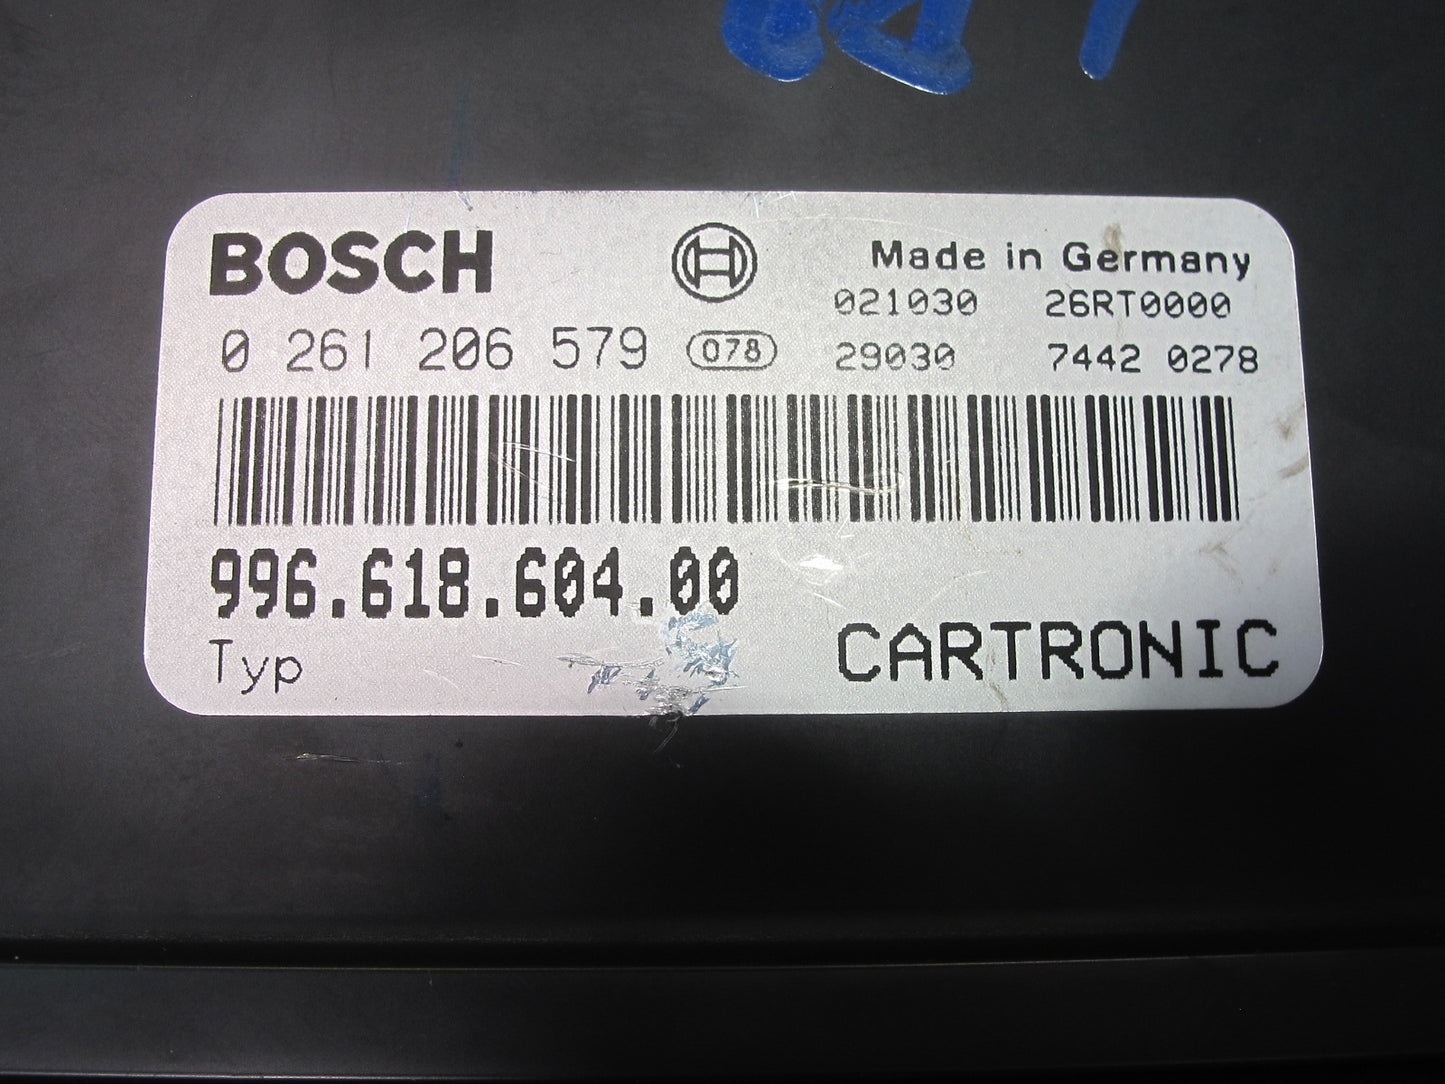 BOSCH
Made in Germany
021030 26RT0000
0 261 206 579 078 29030 7442 0278
996.618.604.00
Typ CARTRONIC